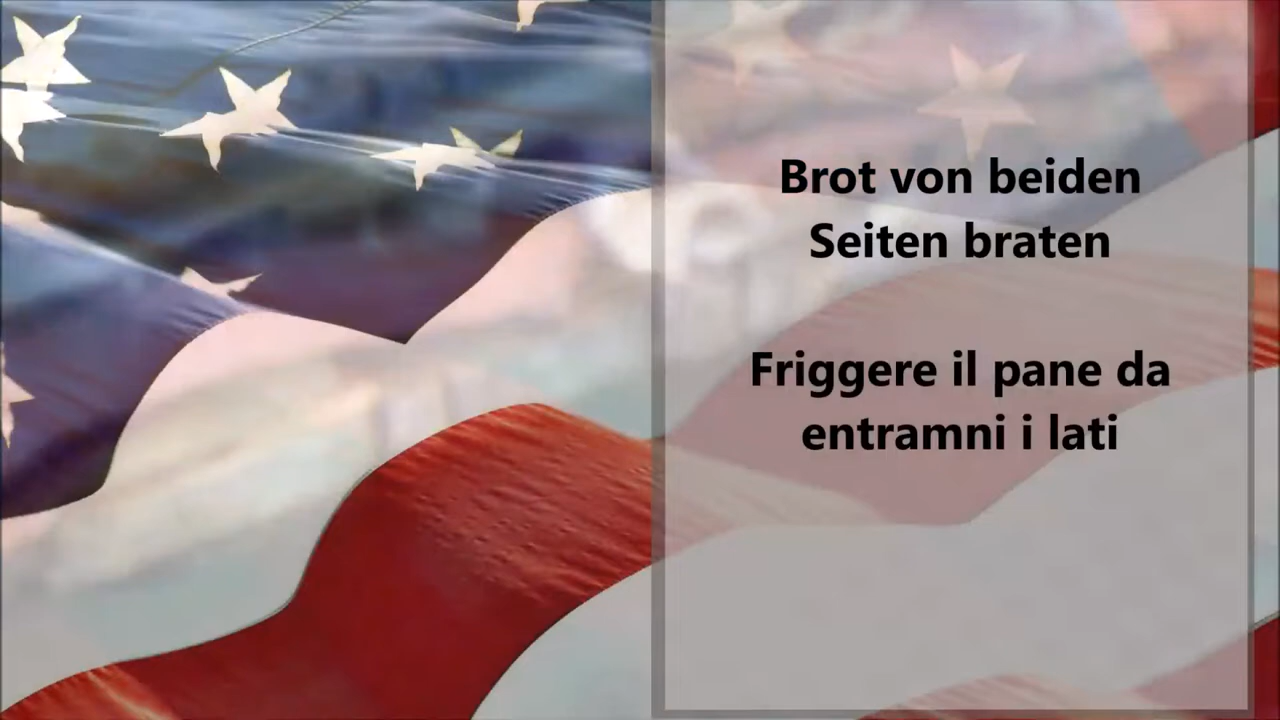 Brot von beiden
Seiten braten
Friggere il pane da
entramni i lati